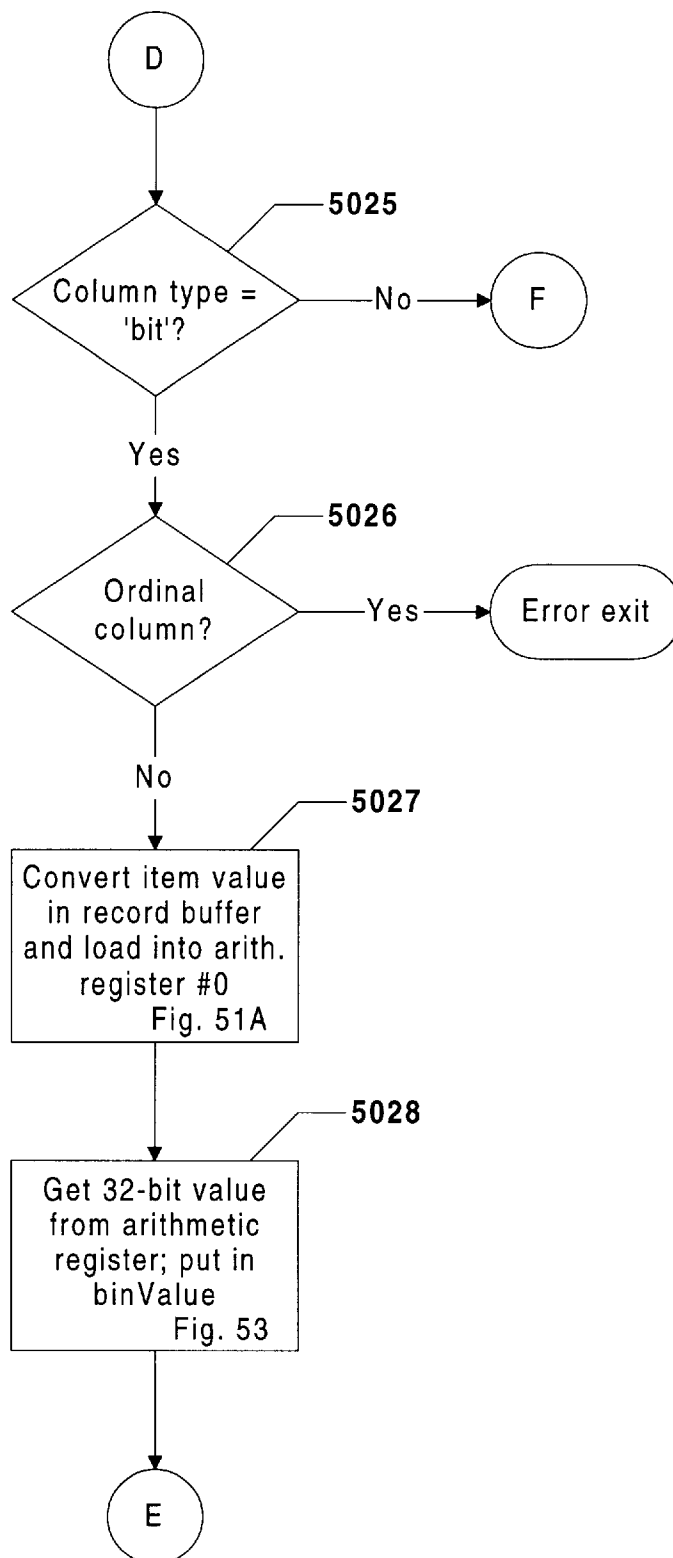 D
5025
Column type =
'bit'?
No
F
Yes
5026
Ordinal
column?
Yes
Error exit
No
5027
Convert item value
in record buffer
and load into arith.
register #0
Fig. 51A
5028
Get 32-bit value
from arithmetic
register; put in
binValue
Fig. 53
E